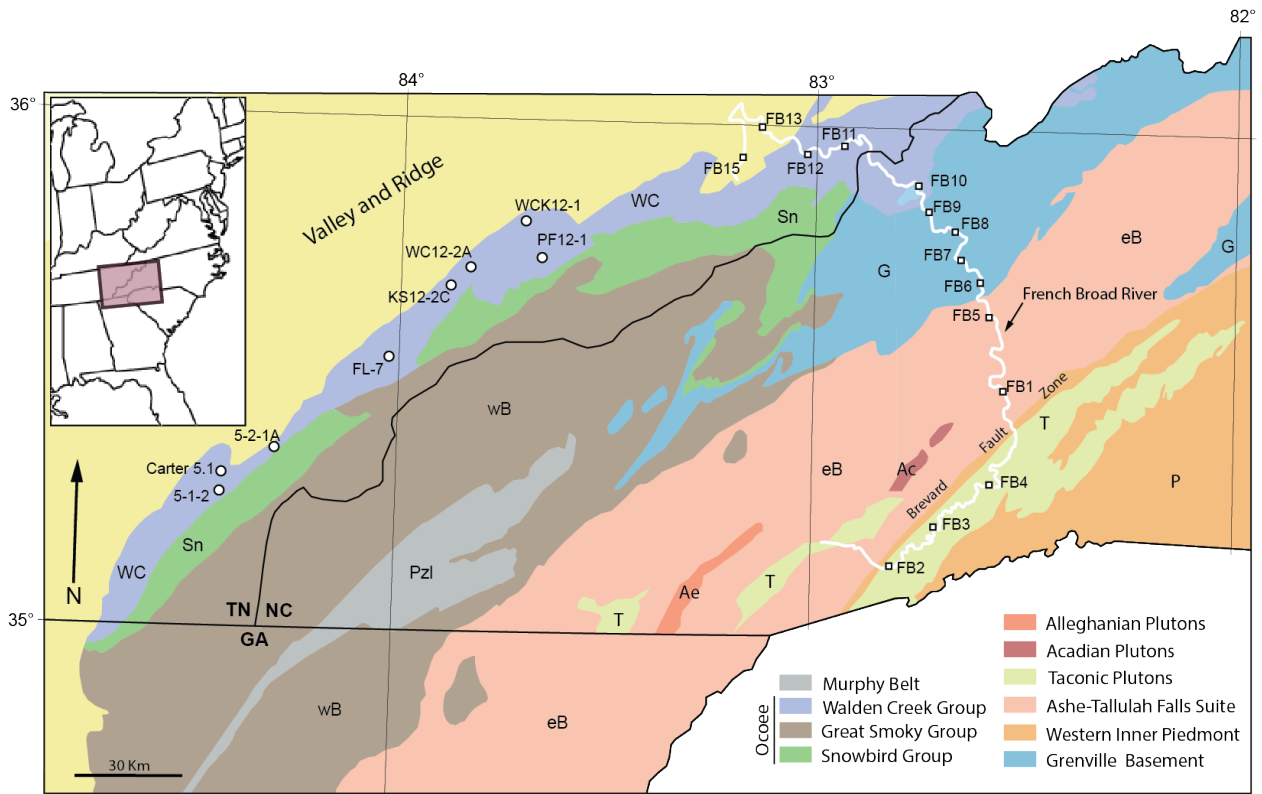 82°
84°
83°
36°
FB13
FB11
FB15
FB12
Valley and Ridge
FB10
WC
WCK12-1
FB9
Sn
FB8
PF12-1
eB
WC12-2A
FB7
G
G
KS12-2C
FB6
French Broad River
FB5
FL-7
FB1
Zone
wB
T
5-2-1A
Fault
Carter 5.1
eB
Ac
FB4
P
5-1-2
Brevard
FB3
Sn
WC
Pzl
FB2
T
N
Ae
TN NC
T
35°
GA
Alleghanian Plutons
Acadian Plutons
Taconic Plutons
Murphy Belt
Ashe-Tallulah Falls Suite
Walden Creek Group
wB
eB
Ocoee
Great Smoky Group
Western Inner Piedmont
Snowbird Group
Grenville Basement
30 Km